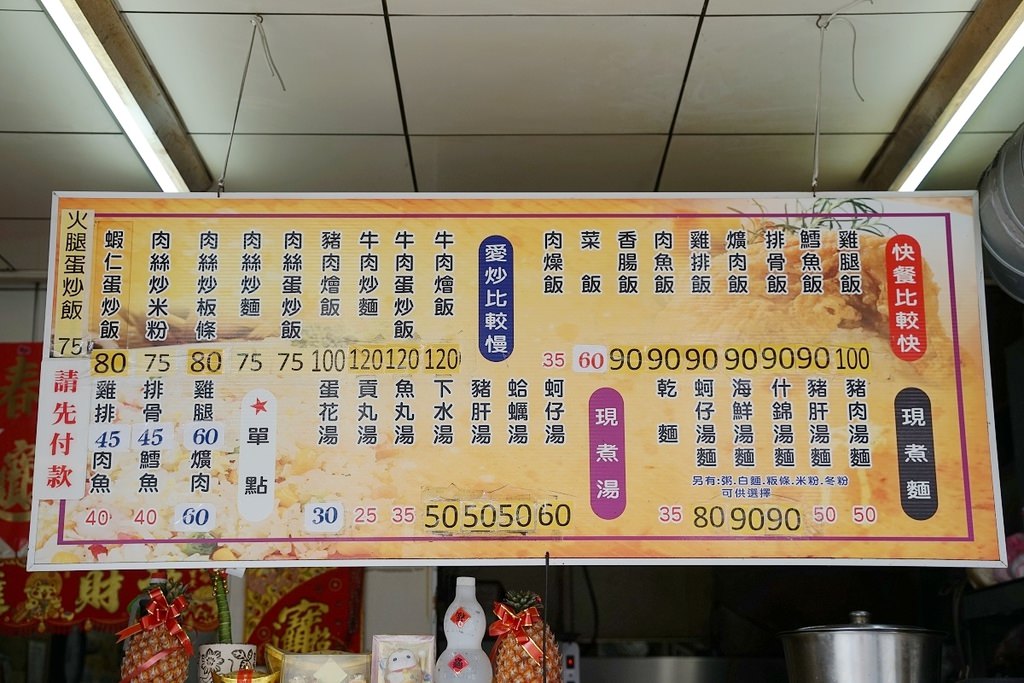 快餐比較快
雞腿飯 100
鱈魚飯 90
排骨飯 90
爌肉飯 90
雞排飯 90
肉魚飯 90
香腸飯 90
菜飯 60
肉燥飯 35
愛炒比較慢
牛肉燴飯 120
牛肉蛋炒飯 120
牛肉炒麵 120
豬肉燴飯 100
肉絲蛋炒飯 75
肉絲炒麵 75
肉絲炒板條 80
肉絲炒米粉 75
蝦仁蛋炒飯 80
火腿蛋炒飯 75
現煮麵
豬肉湯麵 50
豬肝湯麵 50
什錦湯麵 90
海鮮湯麵 90
蚵仔湯麵 80
乾麵 35
另有:粥.白麵.粄條.米粉.冬粉
可供選擇
現煮湯
蚵仔湯 60
蛤蠣湯 50
豬肝湯 50
下水湯 50
魚丸湯 35
貢丸湯 25
蛋花湯 30
★單點
雞腿 60
爌肉 60
排骨 45
鱈魚 40
雞排 45
肉魚 40
請先付款
春
財